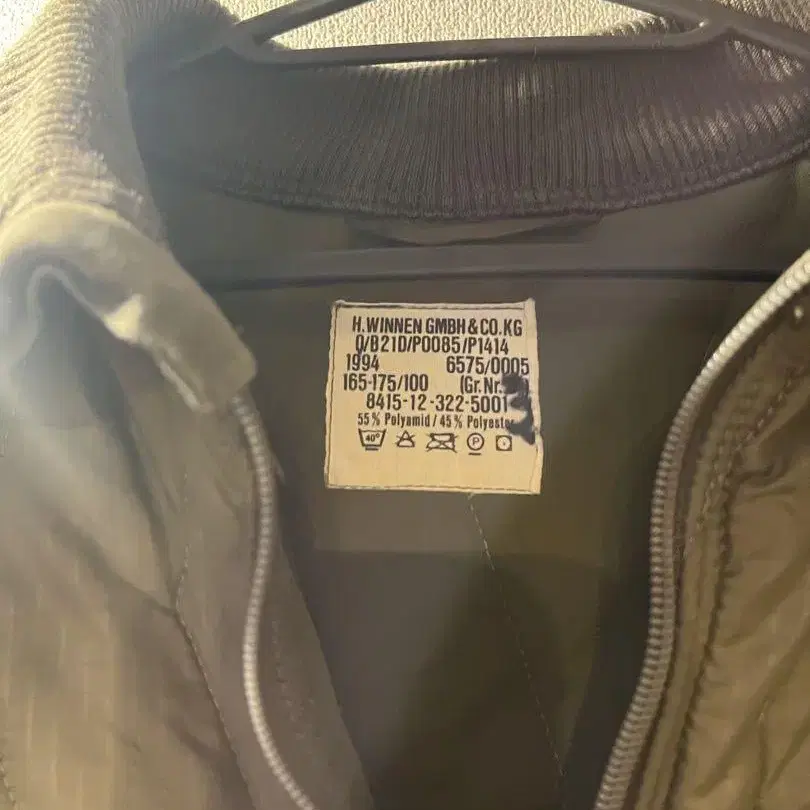 H.WINNEN GMBH & CO.KG
Q/B21D/P0085/P1414
1994 6575/0005
165-175/100 (Gr.Nr.
8415-12-322-5001
55% Polyamid / 45% Polyester
40° P